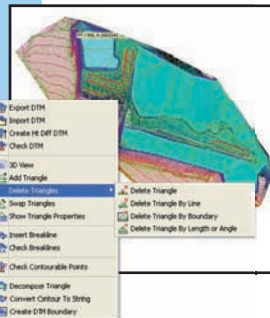 Export DTM
Import DTM
Create Ht Diff DTM
Check DTM
3D View
Add Triangle
Delete Triangles
Swap Triangles
Show Triangle Properties
Insert Breakline
Check Breaklines
Check Contourable Points
Decompose Triangle
Convert Contour To String
Create DTM Boundary
Delete Triangle
Delete Triangle By Line
Delete Triangle By Boundary
Delete Triangle By Length or Angle